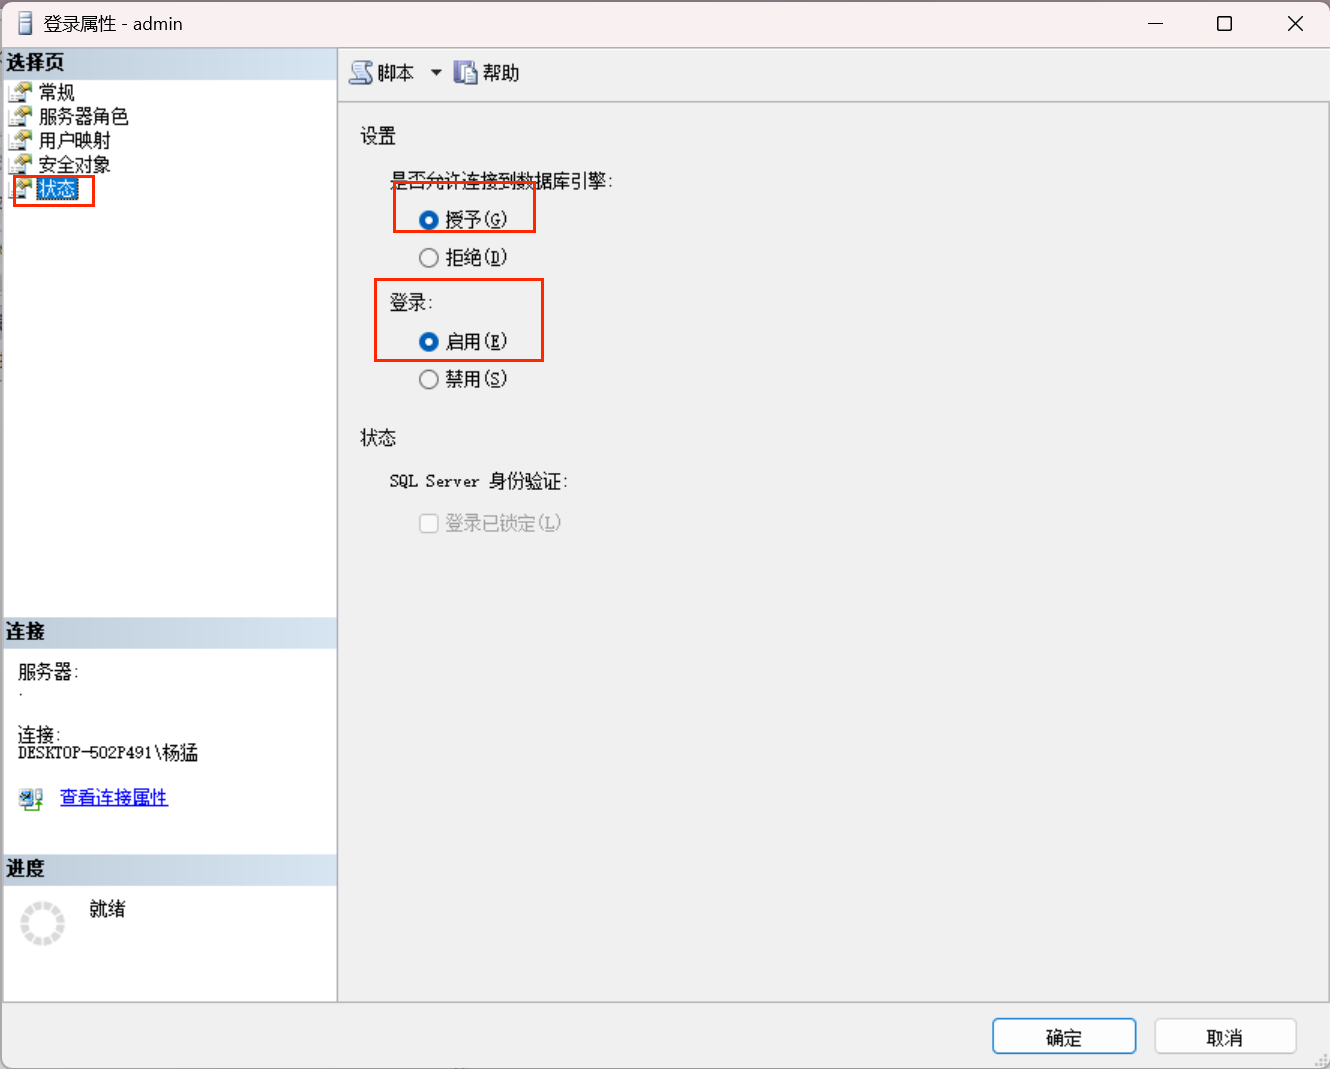 登录属性 - admin
选择页
常规
服务器角色
用户映射
安全对象
状态
脚本 帮助
设置
是否允许连接到数据库引擎:
授予(G)
拒绝(D)
登录:
启用(E)
禁用(S)
状态
SQL Server 身份验证:
登录已锁定(L)
连接
服务器:
.
连接:
DESKTOP-502P491\杨猛
查看连接属性
进度
就绪
确定 取消